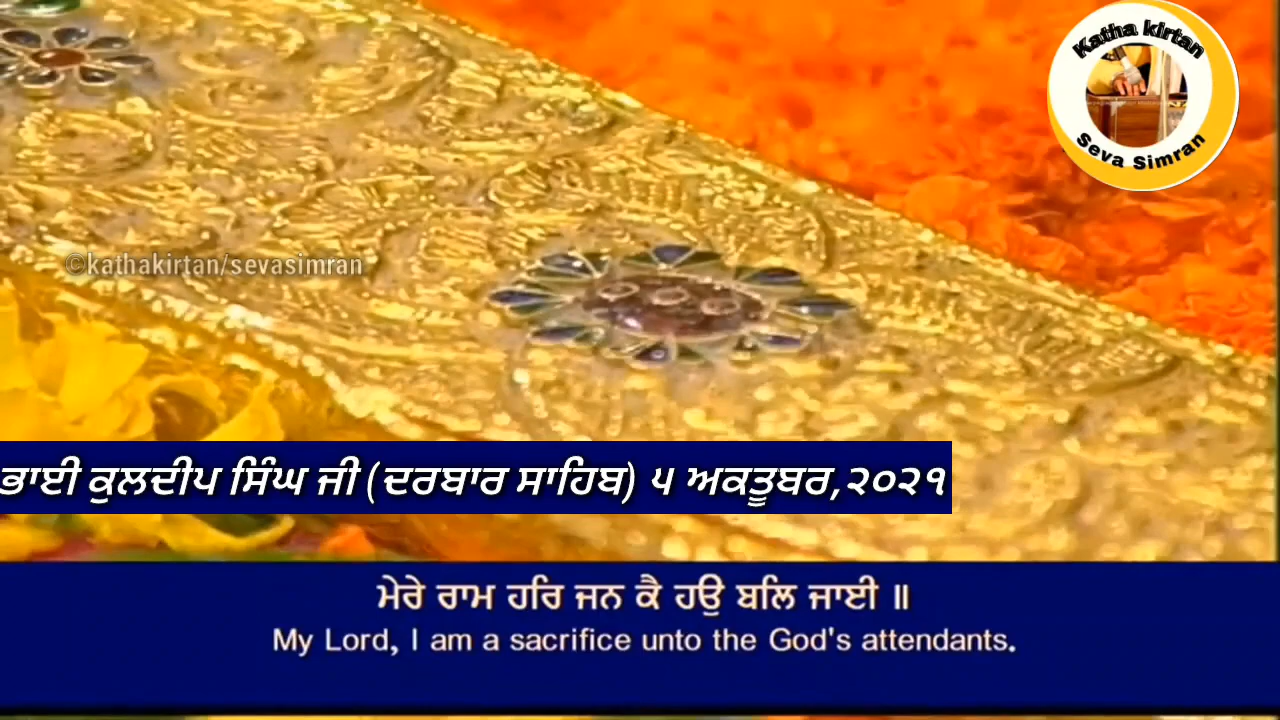 Katha kirtan
Seva Simran
©kathakirtan/sevasimran
ਭਾਈ ਕੁਲਦੀਪ ਸਿੰਘ ਜੀ (ਦਰਬਾਰ ਸਾਹਿਬ) ੫ ਅਕਤੂਬਰ,੨੦੨੧
ਮੇਰੇ ਰਾਮ ਹਰਿ ਜਨ ਕੈ ਹਉ ਬਲਿ ਜਾਈ ॥
My Lord, I am a sacrifice unto the God's attendants.